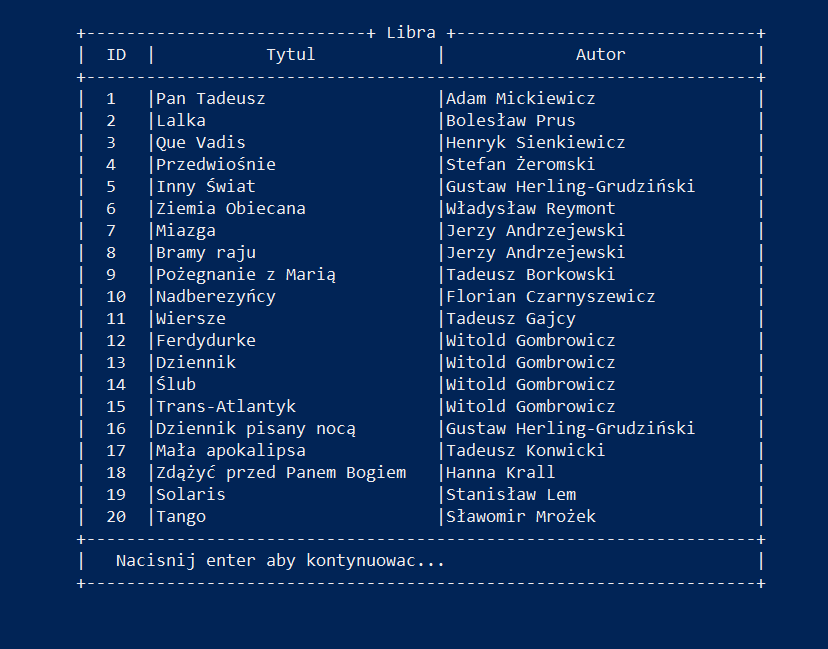 +----------------------------+ Libra +------------------------------+
|  ID  |           Tytul            |             Autor             |
+-------------------------------------------------------------------+
|  1   |Pan Tadeusz                 |Adam Mickiewicz                |
|  2   |Lalka                       |Bolesław Prus                  |
|  3   |Que Vadis                   |Henryk Sienkiewicz             |
|  4   |Przedwiośnie                |Stefan Żeromski                |
|  5   |Inny Świat                  |Gustaw Herling-Grudziński      |
|  6   |Ziemia Obiecana             |Władysław Reymont              |
|  7   |Miazga                      |Jerzy Andrzejewski             |
|  8   |Bramy raju                  |Jerzy Andrzejewski             |
|  9   |Pożegnanie z Marią          |Tadeusz Borkowski              |
|  10  |Nadberezyńcy                |Florian Czarnyszewicz          |
|  11  |Wiersze                     |Tadeusz Gajcy                  |
|  12  |Ferdydurke                  |Witold Gombrowicz              |
|  13  |Dziennik                    |Witold Gombrowicz              |
|  14  |Ślub                        |Witold Gombrowicz              |
|  15  |Trans-Atlantyk              |Witold Gombrowicz              |
|  16  |Dziennik pisany nocą        |Gustaw Herling-Grudziński      |
|  17  |Mała apokalipsa             |Tadeusz Konwicki               |
|  18  |Zdążyć przed Panem Bogiem   |Hanna Krall                    |
|  19  |Solaris                     |Stanisław Lem                  |
|  20  |Tango                       |Sławomir Mrożek                |
+-------------------------------------------------------------------+
|   Nacisnij enter aby kontynuowac...                               |
+-------------------------------------------------------------------+